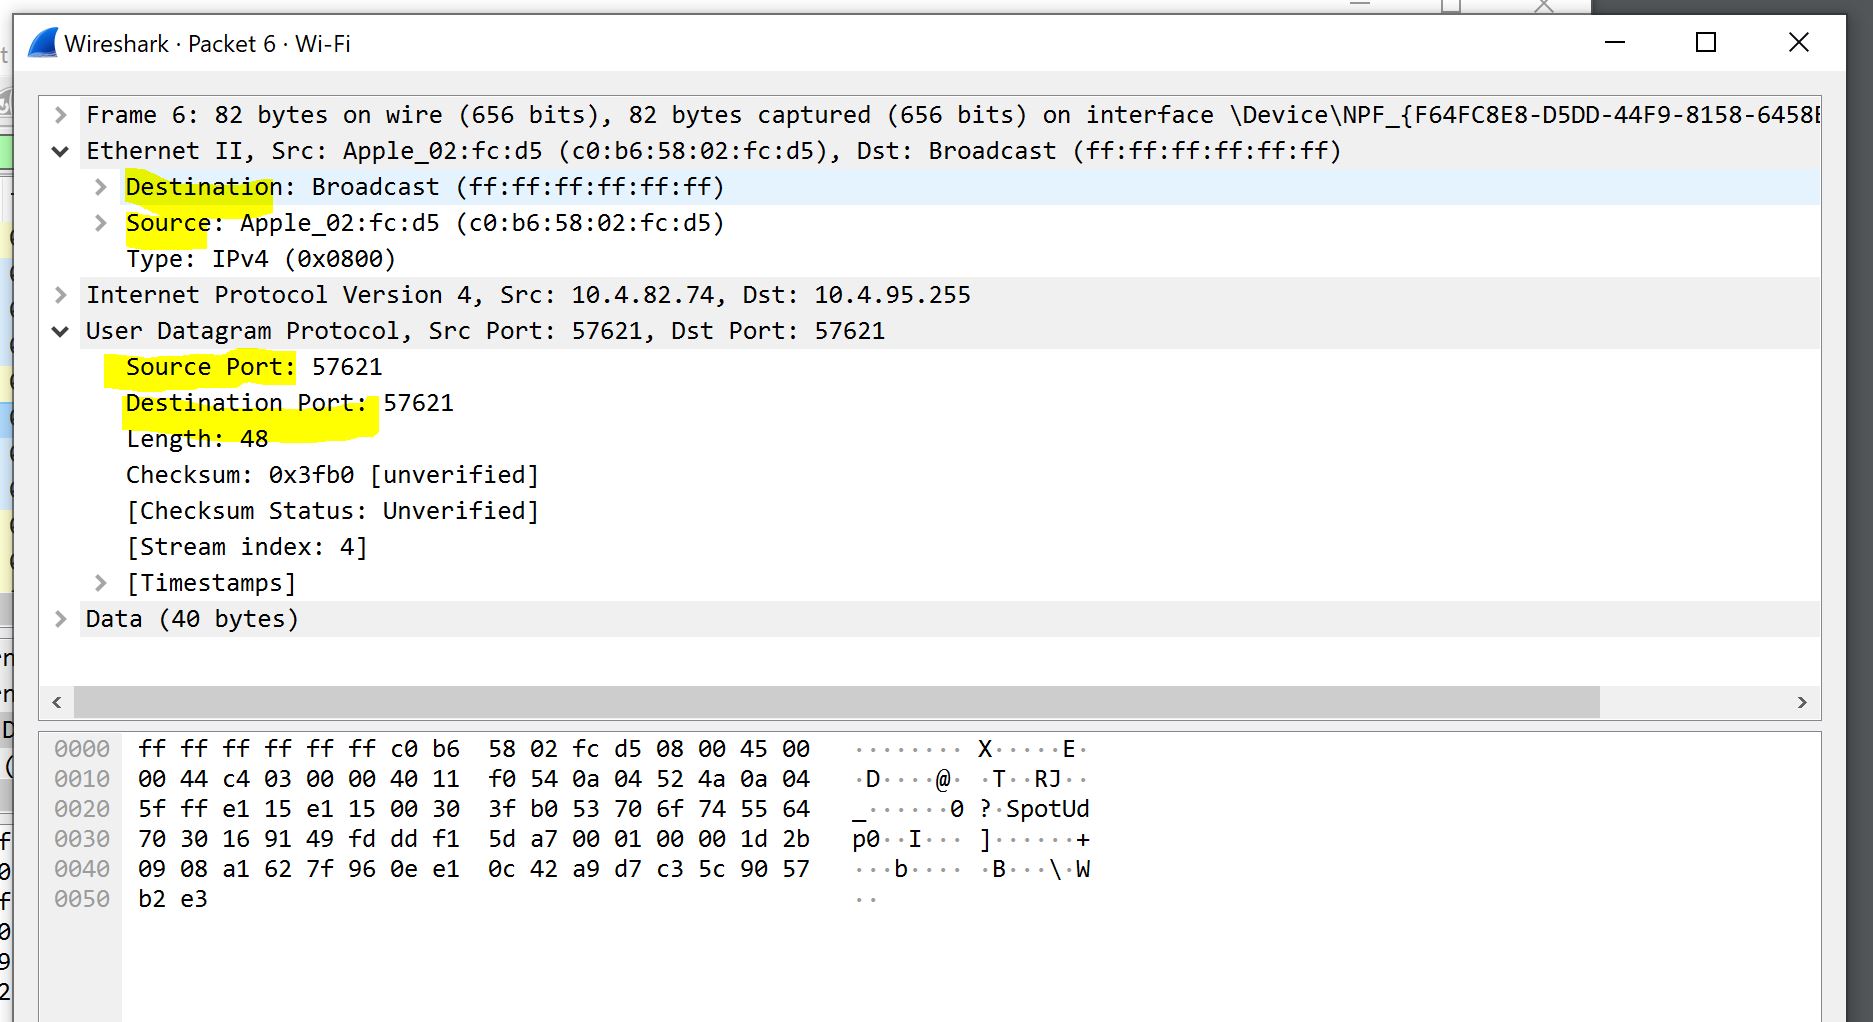 Wireshark · Packet 6 · Wi-Fi
Frame 6: 82 bytes on wire (656 bits), 82 bytes captured (656 bits) on interface \Device\NPF_{F64FC8E8-D5DD-44F9-8158-6458
Ethernet II, Src: Apple_02:fc:d5 (c0:b6:58:02:fc:d5), Dst: Broadcast (ff:ff:ff:ff:ff:ff)
Destination: Broadcast (ff:ff:ff:ff:ff:ff)
Source: Apple_02:fc:d5 (c0:b6:58:02:fc:d5)
Type: IPv4 (0x0800)
Internet Protocol Version 4, Src: 10.4.82.74, Dst: 10.4.95.255
User Datagram Protocol, Src Port: 57621, Dst Port: 57621
Source Port: 57621
Destination Port: 57621
Length: 48
Checksum: 0x3fb0 [unverified]
[Checksum Status: Unverified]
[Stream index: 4]
[Timestamps]
Data (40 bytes)
0000 ff ff ff ff ff ff c0 b6 58 02 fc d5 08 00 45 00 ········ X·····E·
0010 00 44 c4 03 00 00 40 11 f0 54 0a 04 52 4a 0a 04 ·D····@· ·T··RJ··
0020 5f ff e1 15 e1 15 00 30 3f b0 53 70 6f 74 55 64 _······0 ?·SpotUd
0030 70 30 16 91 49 fd dd f1 5d a7 00 01 00 00 1d 2b p0··I··· ]······+
0040 09 08 a1 62 7f 96 0e e1 0c 42 a9 d7 c3 5c 90 57 ···b···· ·B···\·W
0050 b2 e3 ··